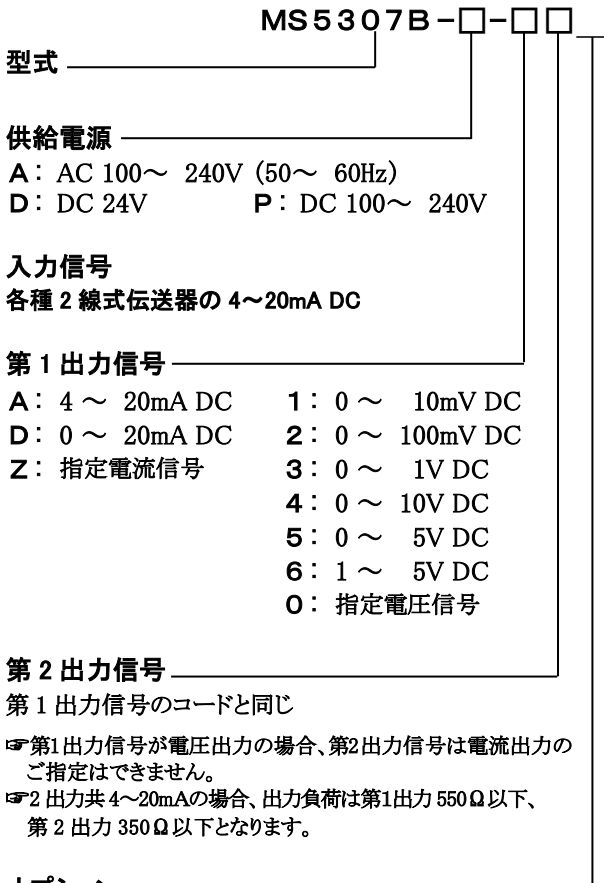 MS5307B-□-□□
型式
供給電源
A： AC 100～ 240V (50～ 60Hz)
D： DC 24V P： DC 100～ 240V
入力信号
各種 2 線式伝送器の 4～20mA DC
第 1 出力信号
A： 4 ～ 20mA DC 1： 0 ～ 10mV DC
D： 0 ～ 20mA DC 2： 0 ～ 100mV DC
Z： 指定電流信号 3： 0 ～ 1V DC
4： 0 ～ 10V DC
5： 0 ～ 5V DC
6： 1 ～ 5V DC
0： 指定電圧信号
第 2 出力信号
第 1 出力信号のコードと同じ
☞第1出力信号が電圧出力の場合、第2出力信号は電流出力の
ご指定はできません。
☞2 出力共 4～20mAの場合、出力負荷は第1出力 550Ω以下、
第 2 出力 350Ω以下となります。